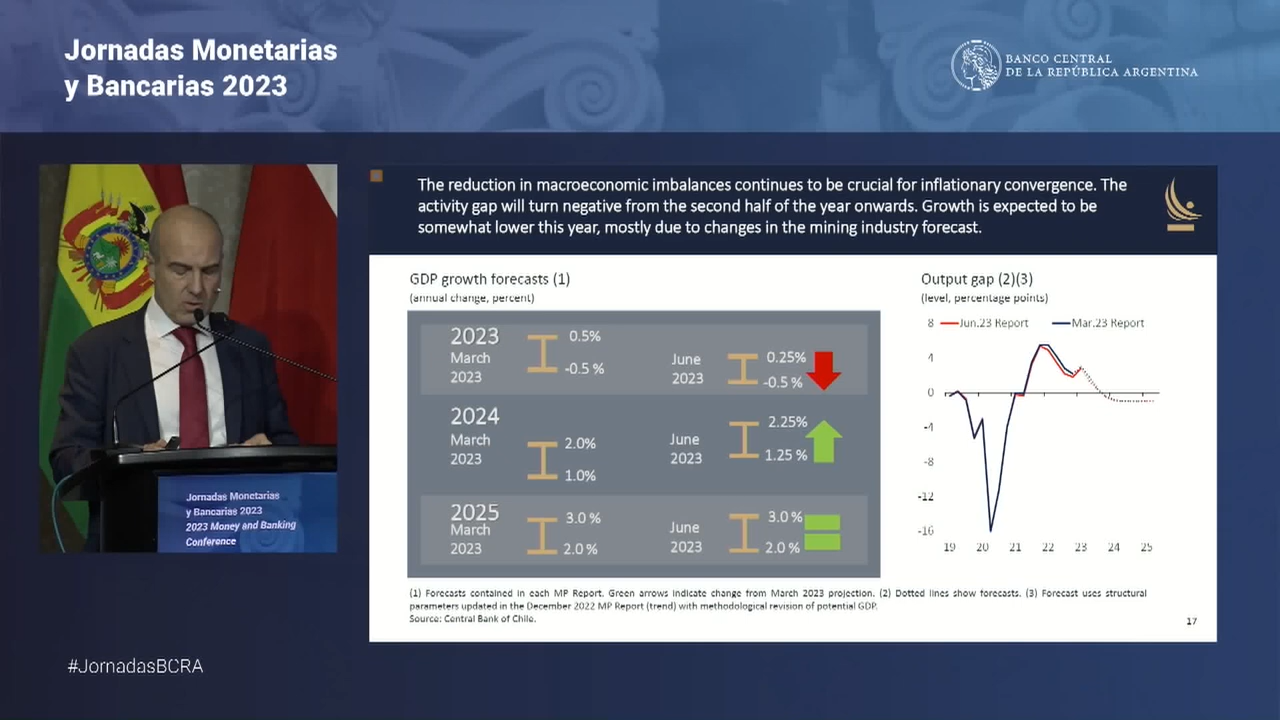 Jornadas Monetarias
y Bancarias 2023
BANCO CENTRAL
DE LA REPÚBLICA ARGENTINA
The reduction in macroeconomic imbalances continues to be crucial for inflationary convergence. The
activity gap will turn negative from the second half of the year onwards. Growth is expected to be
somewhat lower this year, mostly due to changes in the mining industry forecast.
GDP growth forecasts (1)
(annual change, percent)
2023
March
2023
0.5%
-0.5 %
June
2023
0.25%
-0.5 %
2024
March
2023
2.0%
1.0%
June
2023
2.25%
1.25 %
2025
March
2023
3.0 %
2.0 %
June
2023
3.0 %
2.0 %
Output gap (2)(3)
(level, percentage points)
Jun.23 Report
Mar.23 Report
8
4
0
-4
-8
-12
-16
19 20 21 22 23 24 25
(1) Forecasts contained in each MP Report. Green arrows indicate change from March 2023 projection. (2) Dotted lines show forecasts. (3) Forecast uses structural
parameters updated in the December 2022 MP Report (trend) with methodological revision of potential GDP.
Source: Central Bank of Chile.
17
Jornadas Monetarias
y Bancarias 2023
2023 Money and Banking
Conference
#JornadasBCRA